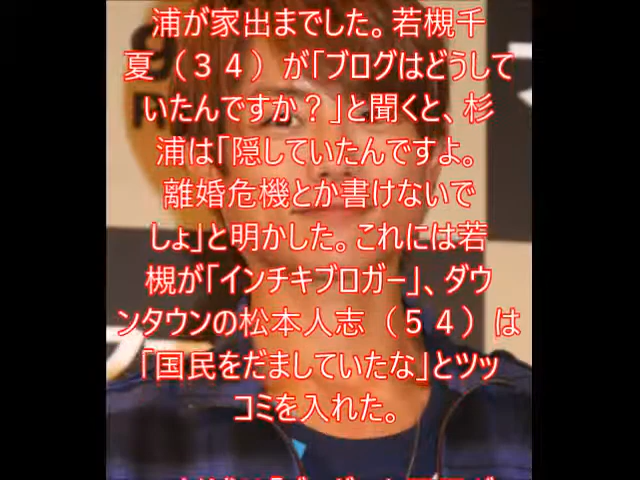 浦が家出までした。若槻千
夏（３４）が「ブログはどうして
いたんですか？」と聞くと、杉
浦は「隠していたんですよ。
離婚危機とか書けないで
しょ」と明かした。これには若
槻が「インチキブロガー」、ダウ
ンタウンの松本人志（５４）は
「国民をだましていたな」とツッ
コミを入れた。